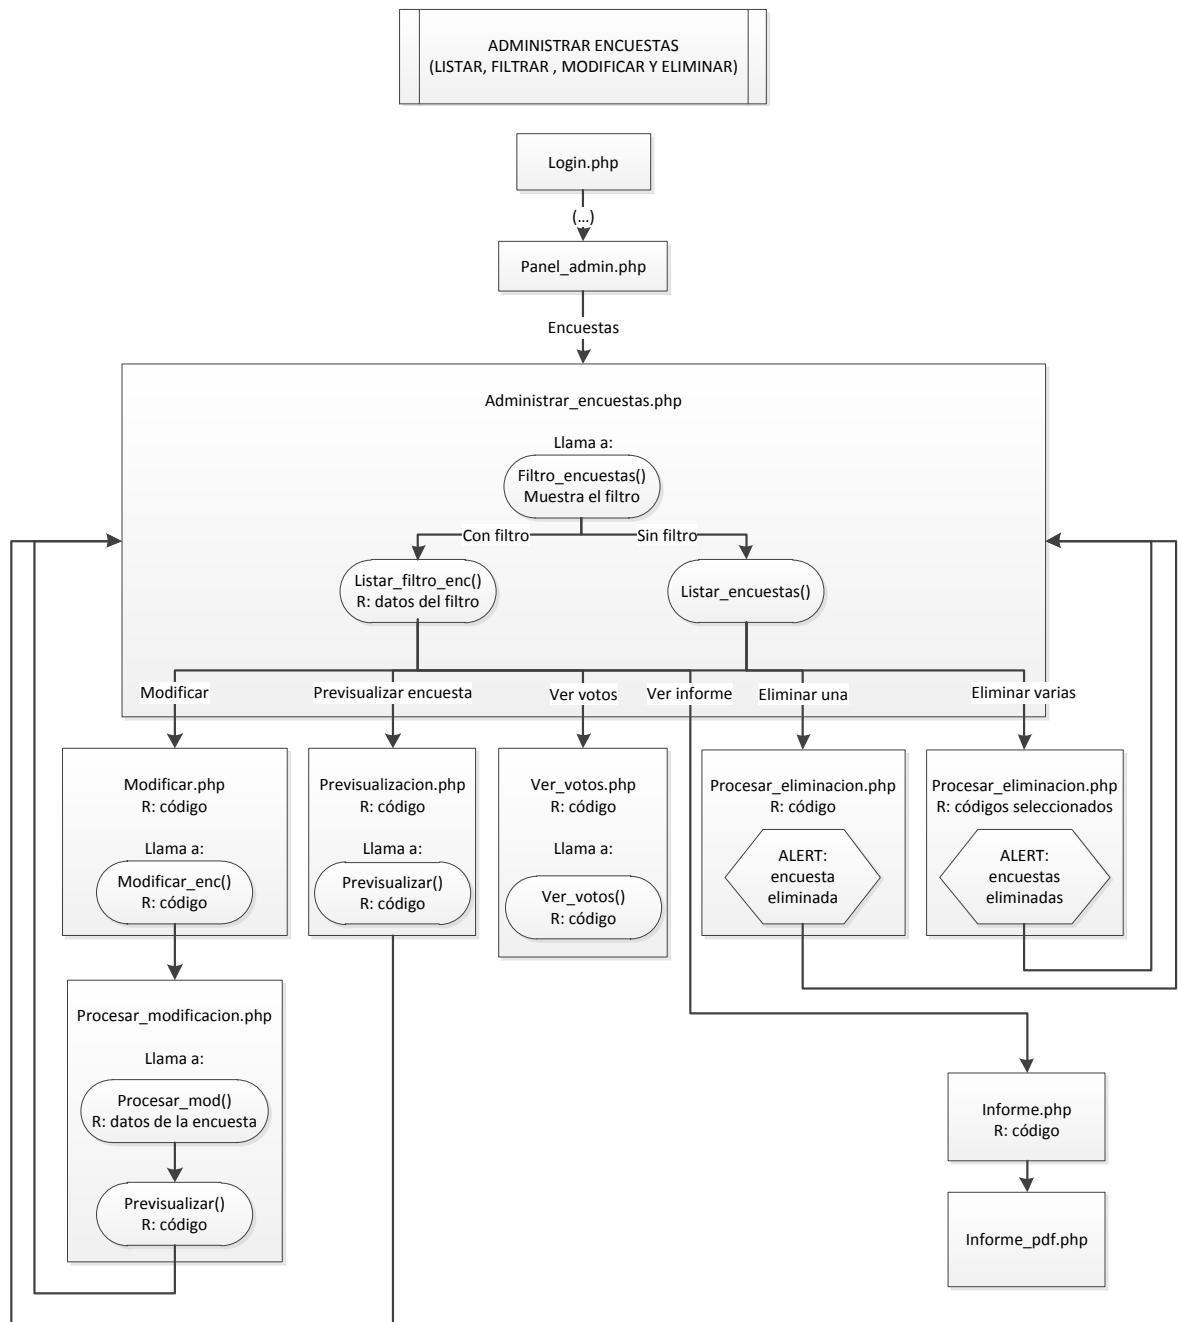 ADMINISTRAR ENCUESTAS
(LISTAR, FILTRAR , MODIFICAR Y ELIMINAR)
Login.php
(...)
Panel_admin.php
Encuestas
Administrar_encuestas.php
Llama a:
Filtro_encuestas()
Muestra el filtro
Con filtro
Sin filtro
Listar_filtro_enc()
R: datos del filtro
Listar_encuestas()
Modificar
Previsualizar encuesta
Ver votos
Ver informe
Eliminar una
Eliminar varias
Modificar.php
R: código
Llama a:
Modificar_enc()
R: código
Previsualizacion.php
R: código
Llama a:
Previsualizar()
R: código
Ver_votos.php
R: código
Llama a:
Ver_votos()
R: código
Procesar_eliminacion.php
R: código
ALERT:
encuesta
eliminada
Procesar_eliminacion.php
R: códigos seleccionados
ALERT:
encuestas
eliminadas
Procesar_modificacion.php
Llama a:
Procesar_mod()
R: datos de la encuesta
Previsualizar()
R: código
Informe.php
R: código
Informe_pdf.php